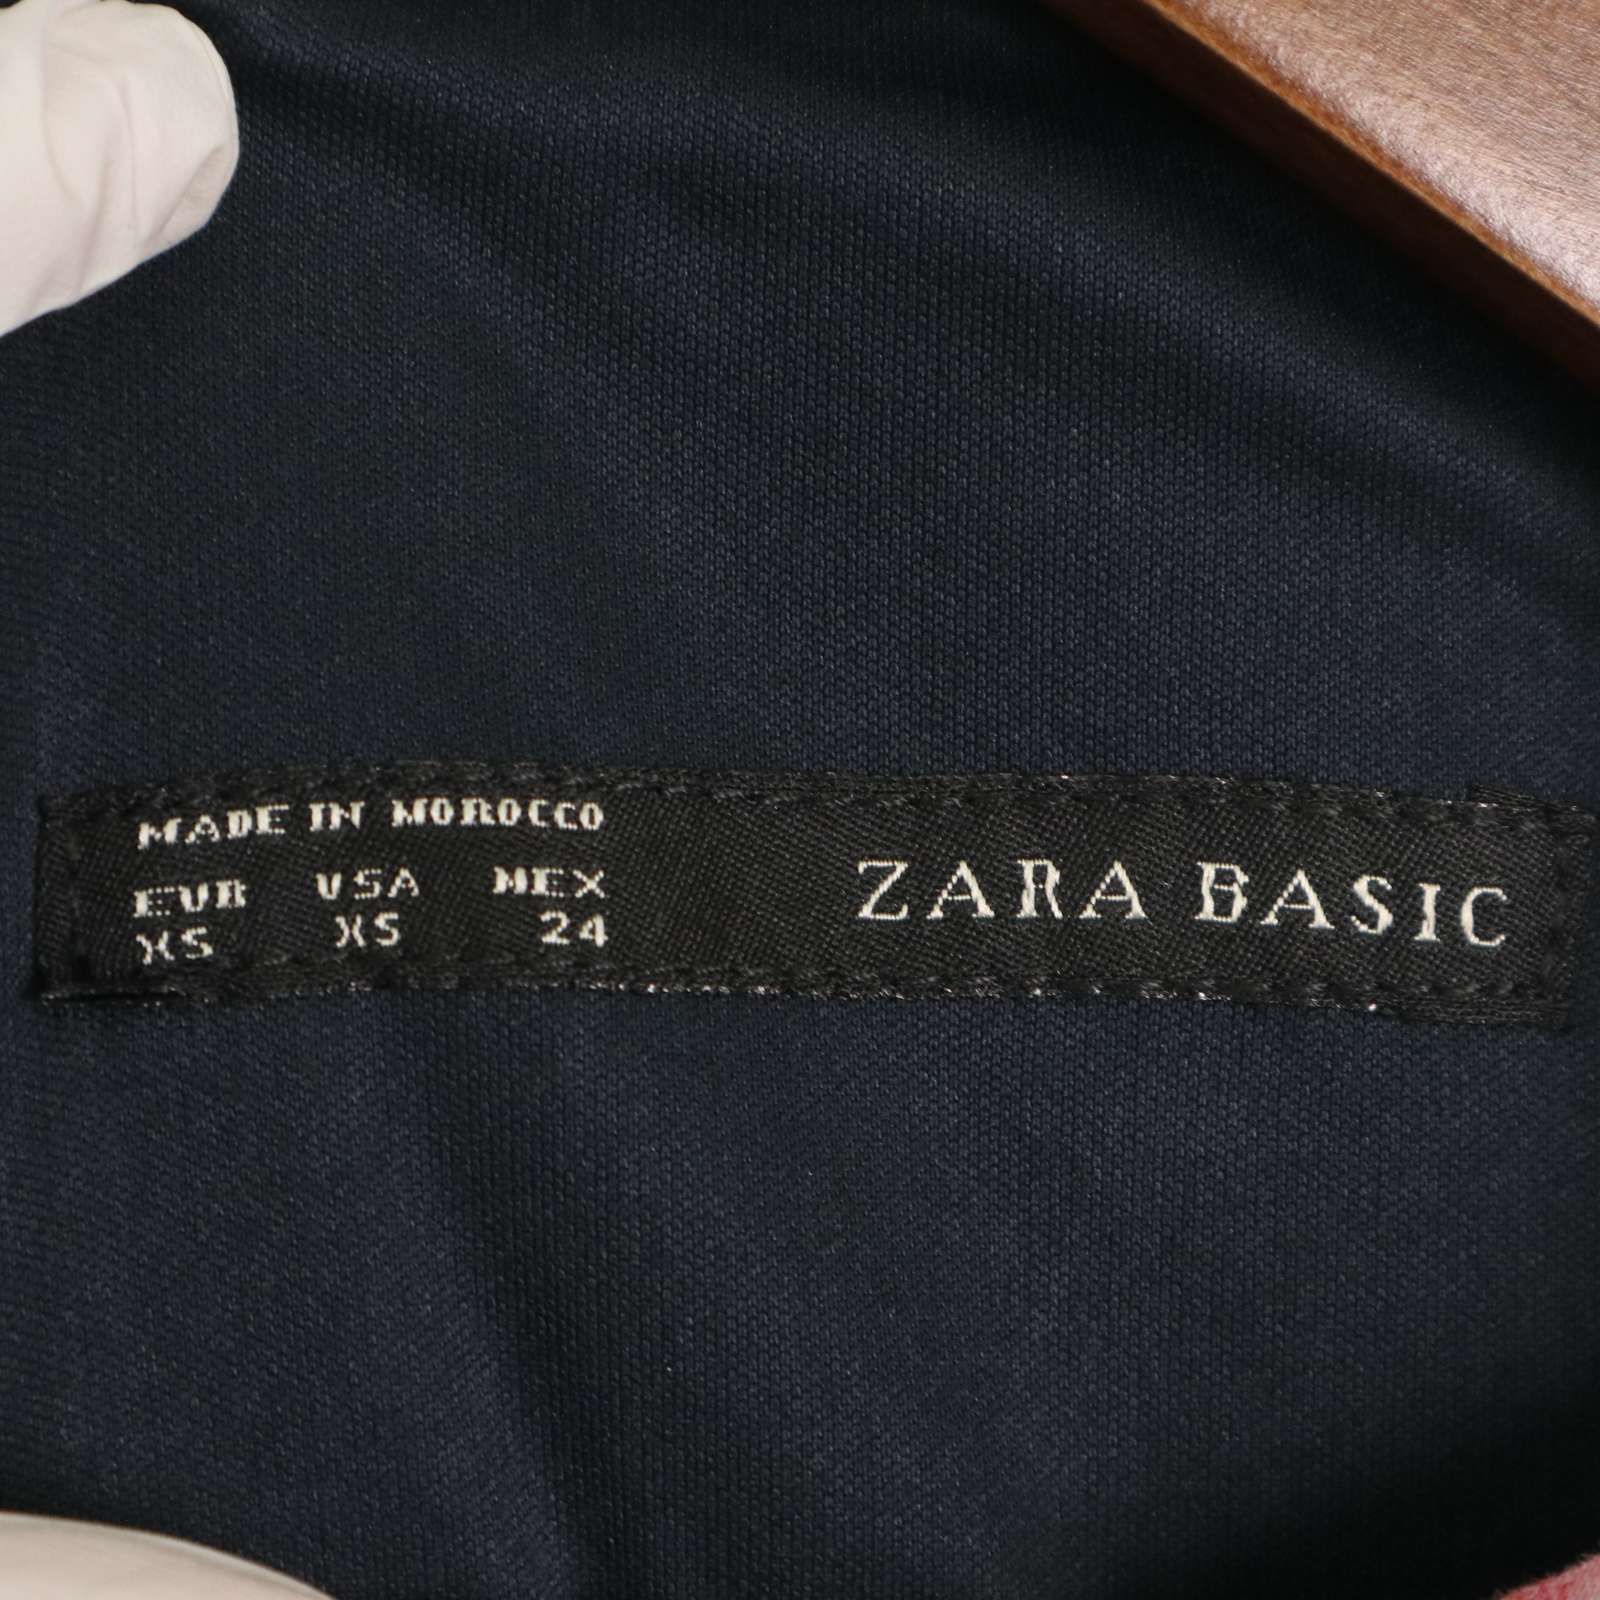 MADE IN MOROCCO
EUR USA MEX
XS XS 24
ZARA BASIC